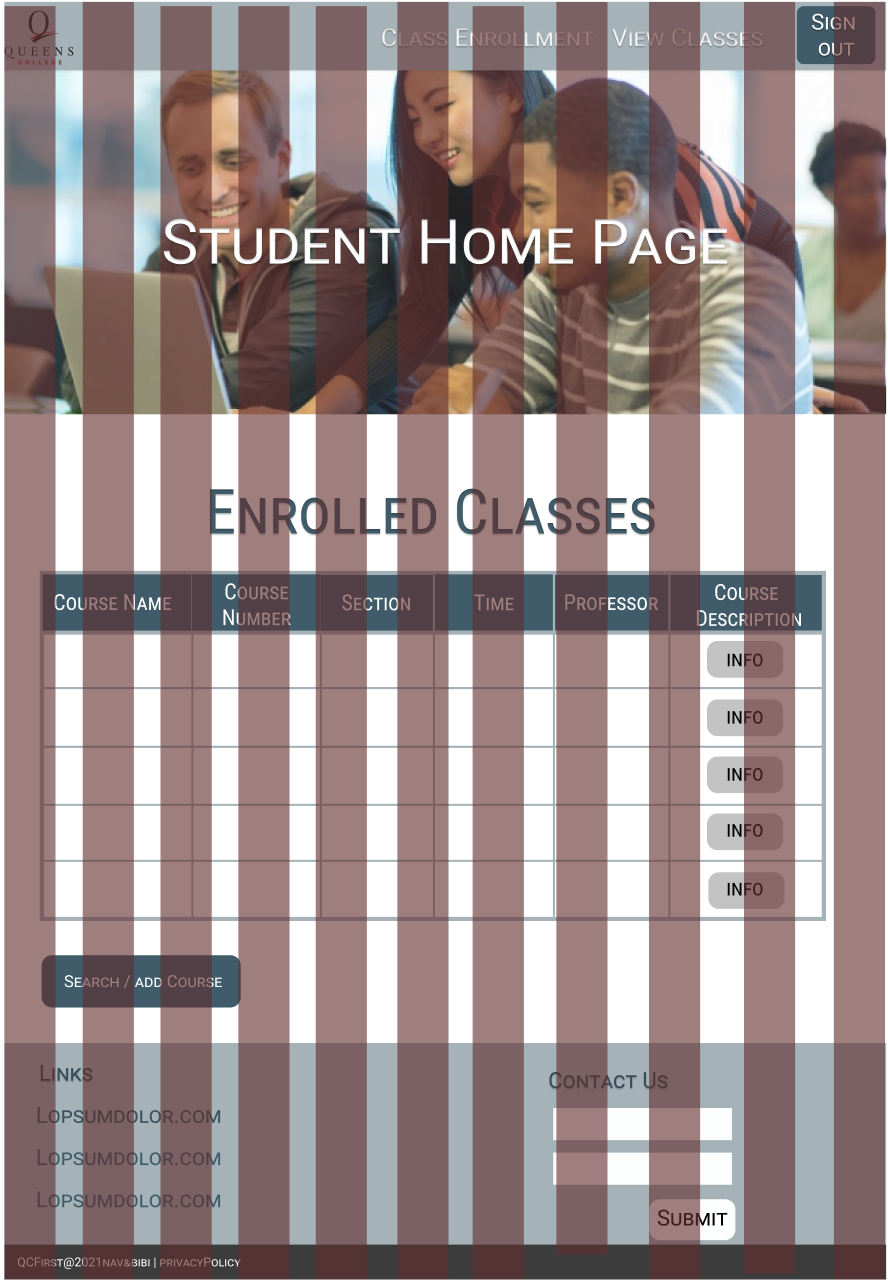 QUEENS
COLLEGE
Class Enrollment View Classes
Sign
out
Student Home Page
Enrolled Classes
Course Name
Course
Number
Section
Time
Professor
Course
Description
INFO
INFO
INFO
INFO
INFO
Search / add Course
Links
Lopsumdolor.com
Lopsumdolor.com
Lopsumdolor.com
Contact Us
Submit
QCFirst@2021nav&bibi | privacyPolicy